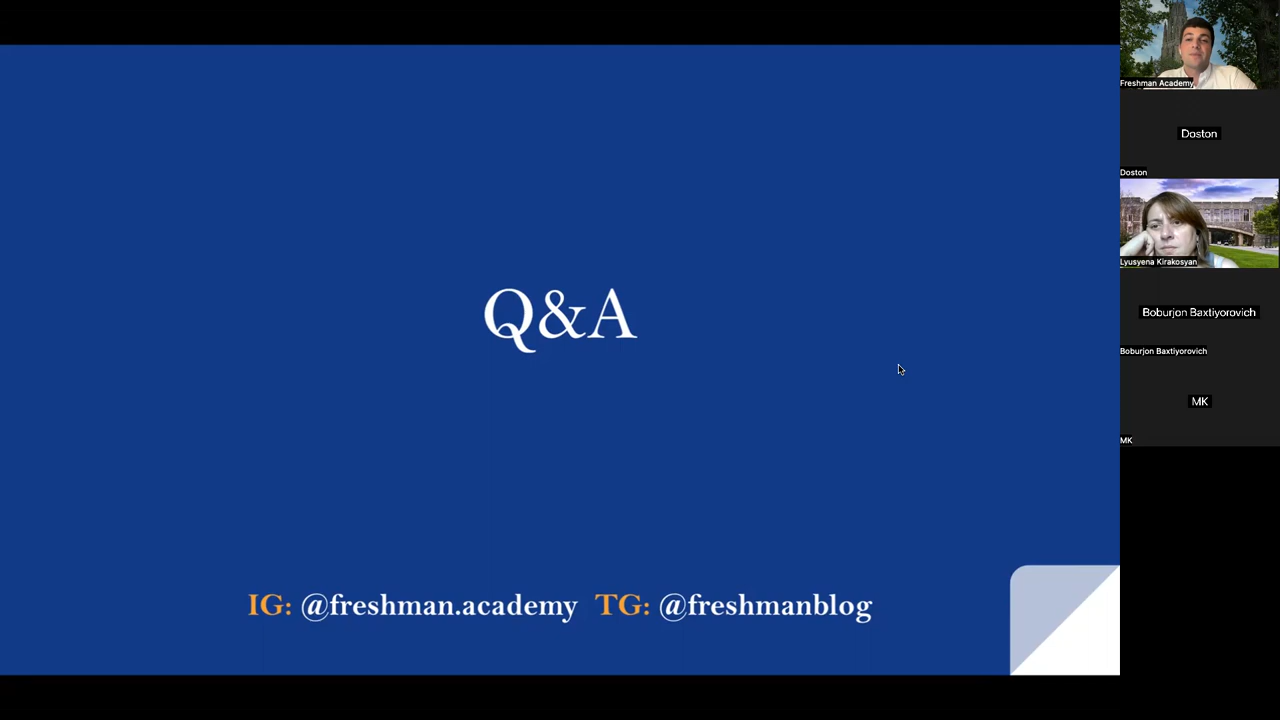 Q&A
IG: @freshman.academy TG: @freshmanblog
Freshman Academy
Doston
Doston
Lyusyena Kirakosyan
Boburjon Baxtiyorovich
Boburjon Baxtiyorovich
MK
MK